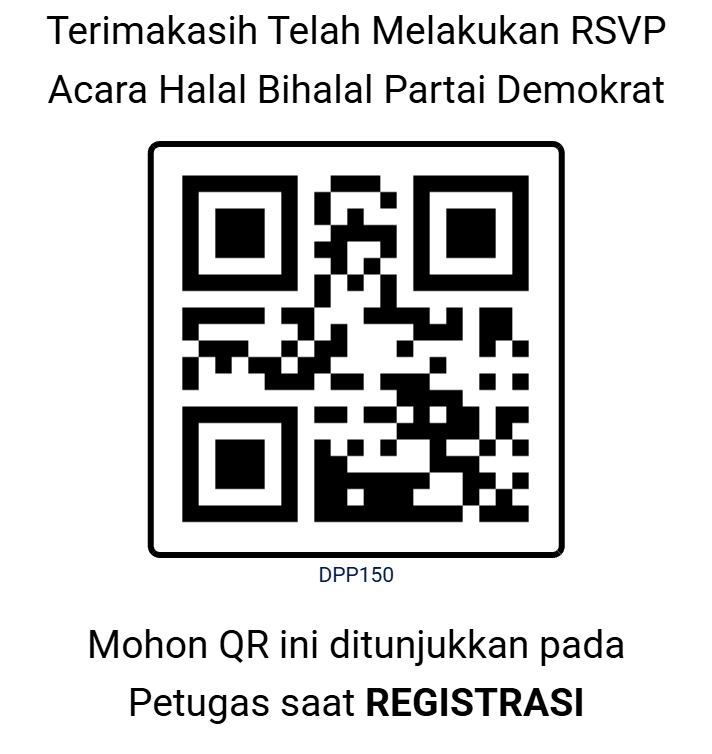 Terimakasih Telah Melakukan RSVP
Acara Halal Bihalal Partai Demokrat
DPP150
Mohon QR ini ditunjukkan pada
Petugas saat REGISTRASI